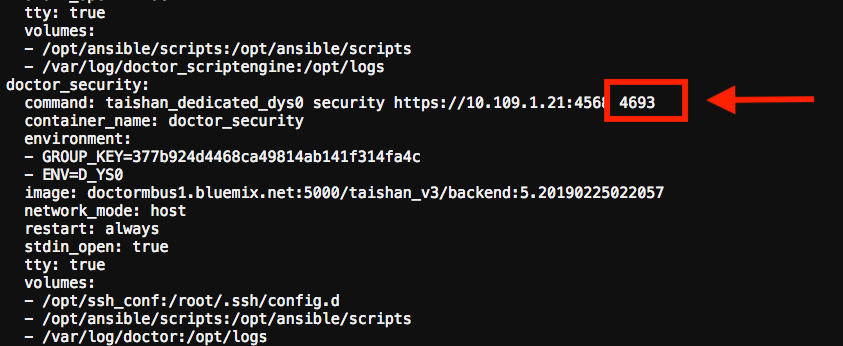 tty: true
volumes:
- /opt/ansible/scripts:/opt/ansible/scripts
- /var/log/doctor_scriptengine:/opt/logs
doctor_security:
command: taishan_dedicated_dys0 security https://10.109.1.21:4568 4693
container_name: doctor_security
environment:
- GROUP_KEY=377b924d4468ca49814ab141f314fa4c
- ENV=D_YS0
image: doctormbus1.bluemix.net:5000/taishan_v3/backend:5.20190225022057
network_mode: host
restart: always
stdin_open: true
tty: true
volumes:
- /opt/ssh_conf:/root/.ssh/config.d
- /opt/ansible/scripts:/opt/ansible/scripts
- /var/log/doctor:/opt/logs